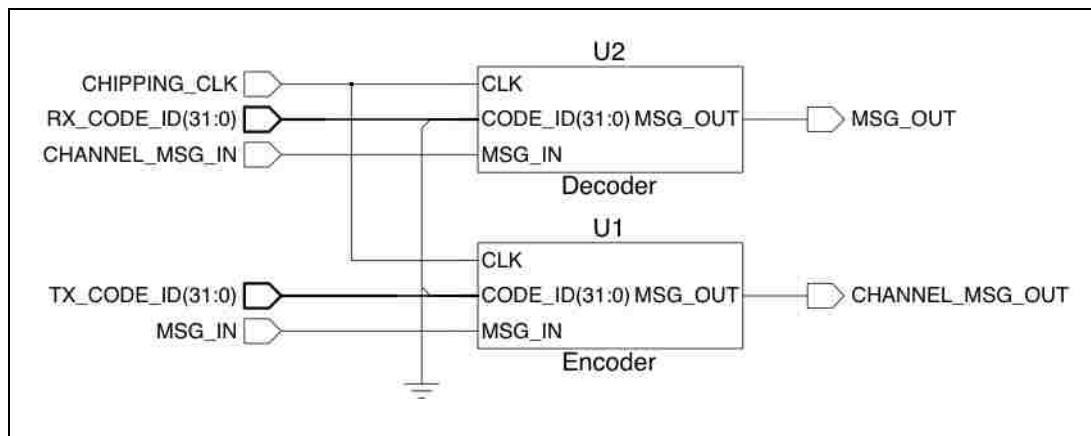 U2
CHIPPING_CLK
CLK
RX_CODE_ID(31:0)
CODE_ID(31:0) MSG_OUT
MSG_OUT
CHANNEL_MSG_IN
MSG_IN
Decoder
U1
CLK
TX_CODE_ID(31:0)
CODE_ID(31:0) MSG_OUT
CHANNEL_MSG_OUT
MSG_IN
MSG_IN
Encoder